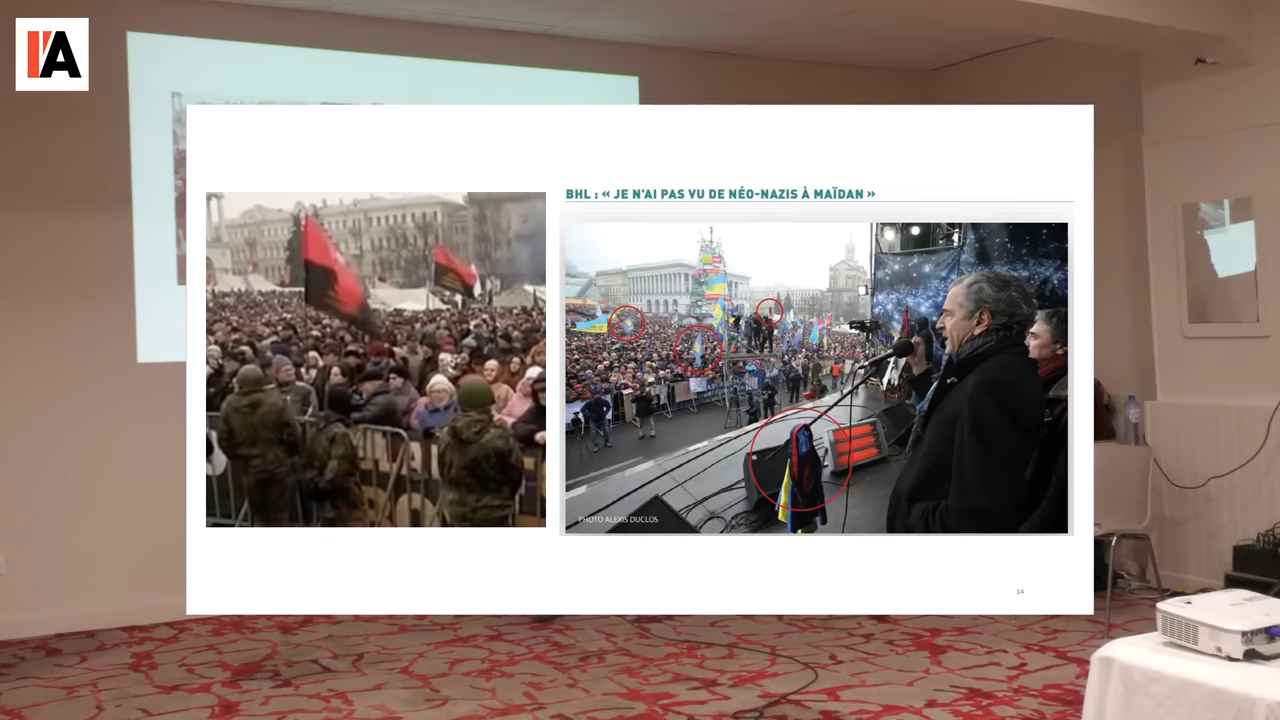 I'A
BHL : « JE N'AI PAS VU DE NÉO-NAZIS À MAÏDAN »
PHOTO ALEXIS DUCLOS
14